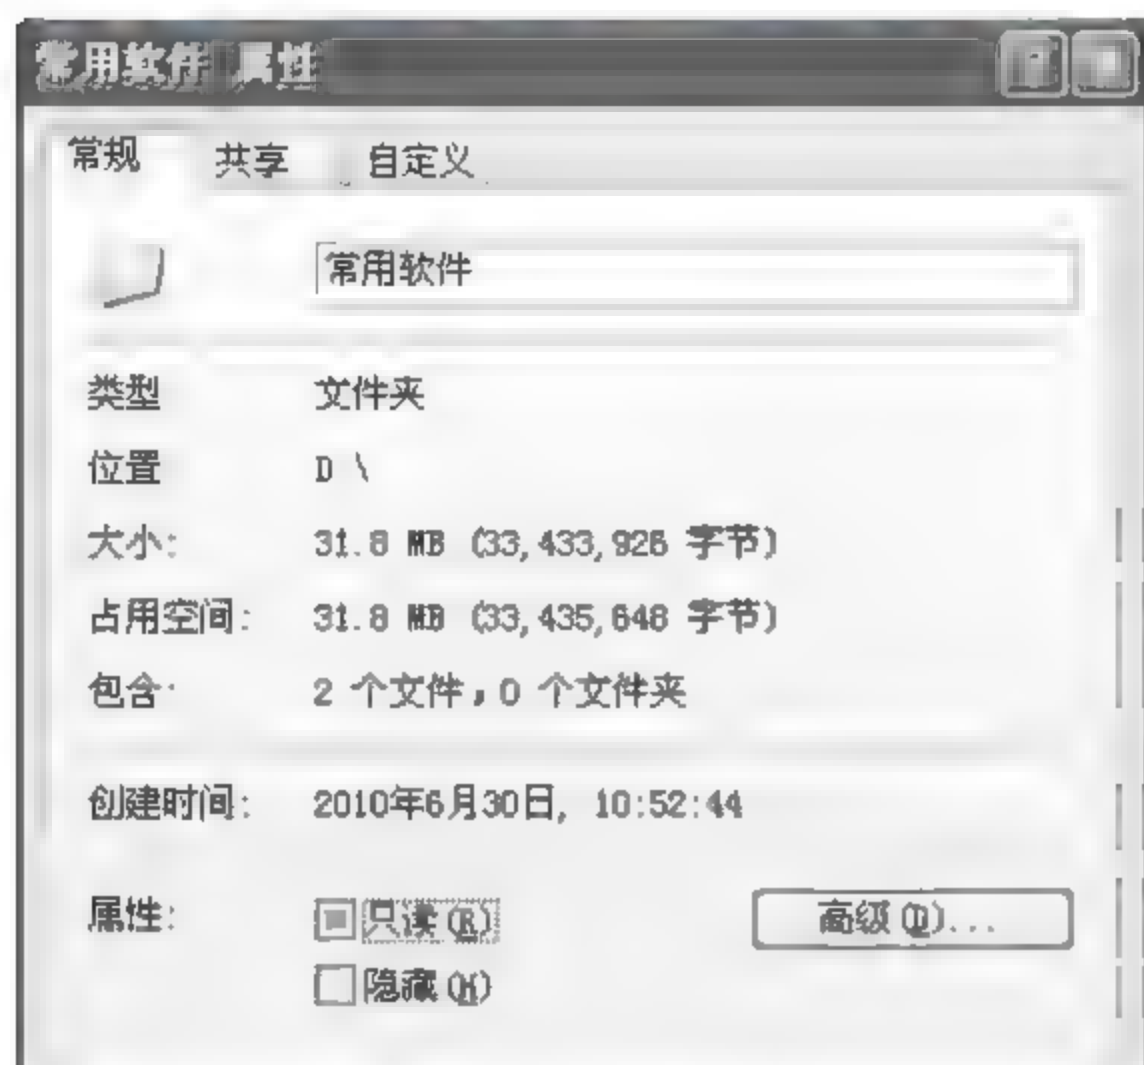 常用软件 属性
常规 共享 自定义
常用软件
类型 文件夹
位置 D \
大小: 31.8 MB (33,433,926 字节)
占用空间: 31.8 MB (33,435,648 字节)
包含: 2 个文件，0 个文件夹
创建时间: 2010年6月30日, 10:52:44
属性: 只读(R) 高级(D)...
隐藏(H)